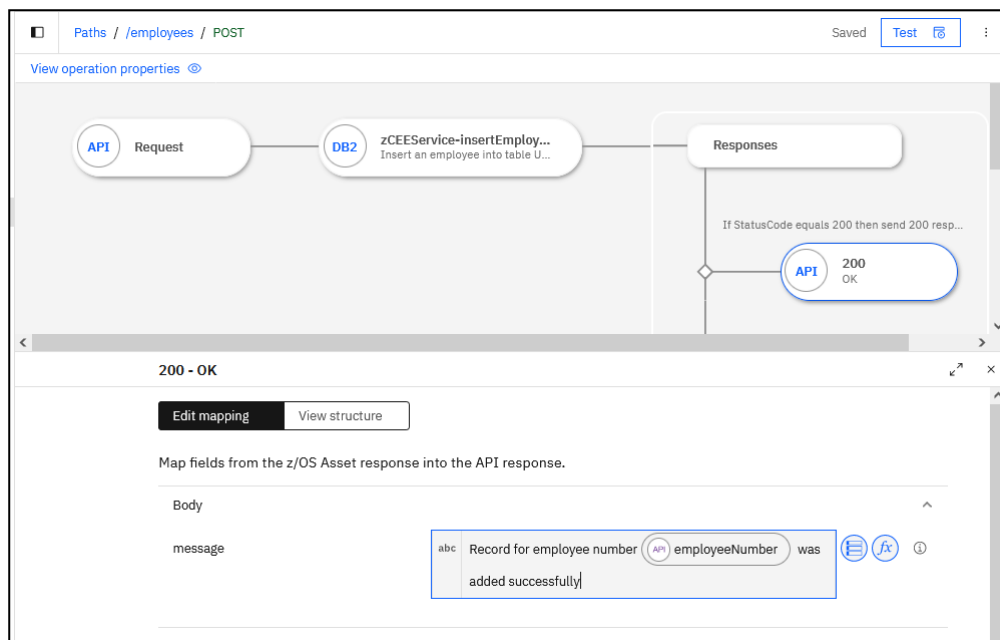 Paths / /employees / POST
Saved
Test
View operation properties
API
Request
DB2
zCEEService-insertEmploy...
Insert an employee into table U...
Responses
If StatusCode equals 200 then send 200 resp...
API
200
OK
200 - OK
Edit mapping
View structure
Map fields from the z/OS Asset response into the API response.
Body
message
abc
Record for employee number API employeeNumber was
added successfully
fx